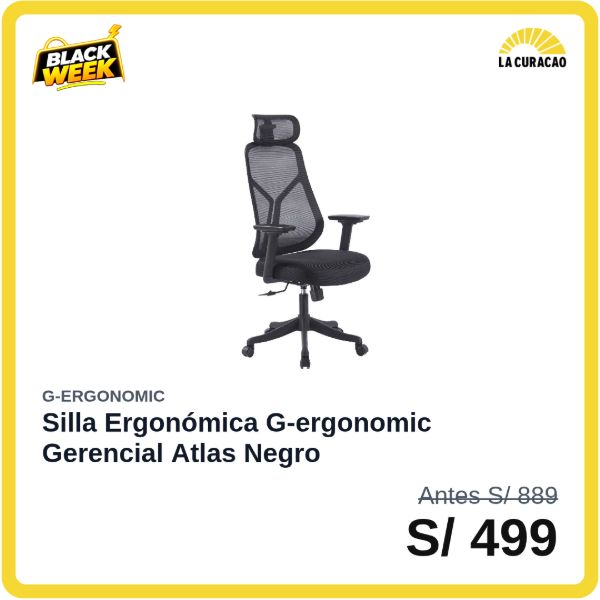 BLACK
WEEK
LA CURACAO
G-ERGONOMIC
Silla Ergonómica G-ergonomic
Gerencial Atlas Negro
Antes S/ 889
S/ 499